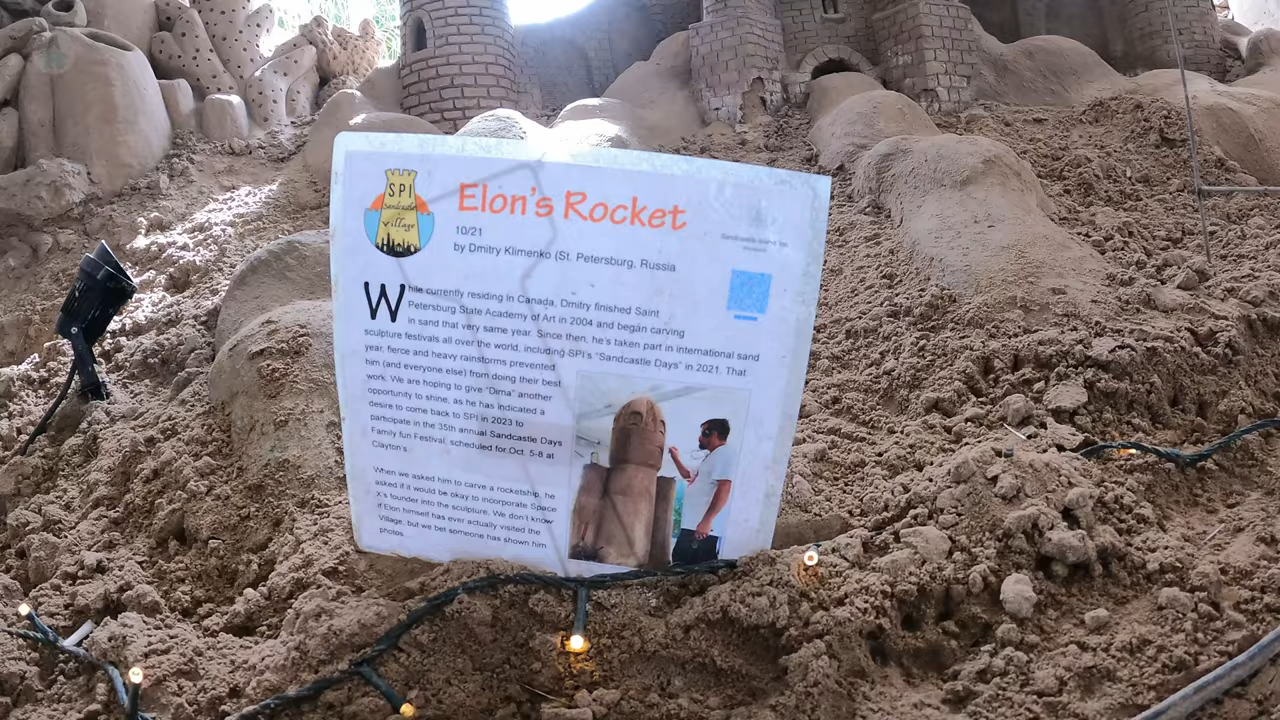 SPI
Sandcastle
Village
Elon's Rocket
10/21
by Dmitry Klimenko (St. Petersburg, Russia
While currently residing in Canada, Dmitry finished Saint
Petersburg State Academy of Art in 2004 and began carving
in sand that very same year. Since then, he's taken part in international sand
sculpture festivals all over the world, including SPI's "Sandcastle Days" in 2021. That
year, fierce and heavy rainstorms prevented
him (and everyone else) from doing their best
work. We are hoping to give "Dima" another
opportunity to shine, as he has indicated a
desire to come back to SPI in 2023 to
participate in the 35th annual Sandcastle Days
Family fun Festival, scheduled for Oct. 5-8 at
Clayton's.
When we asked him to carve a rocketship, he
asked if it would be okay to incorporate Space
X's founder into the sculpture. We don't know
if Elon himself has ever actually visited the
Village, but we bet someone has shown him
photos.